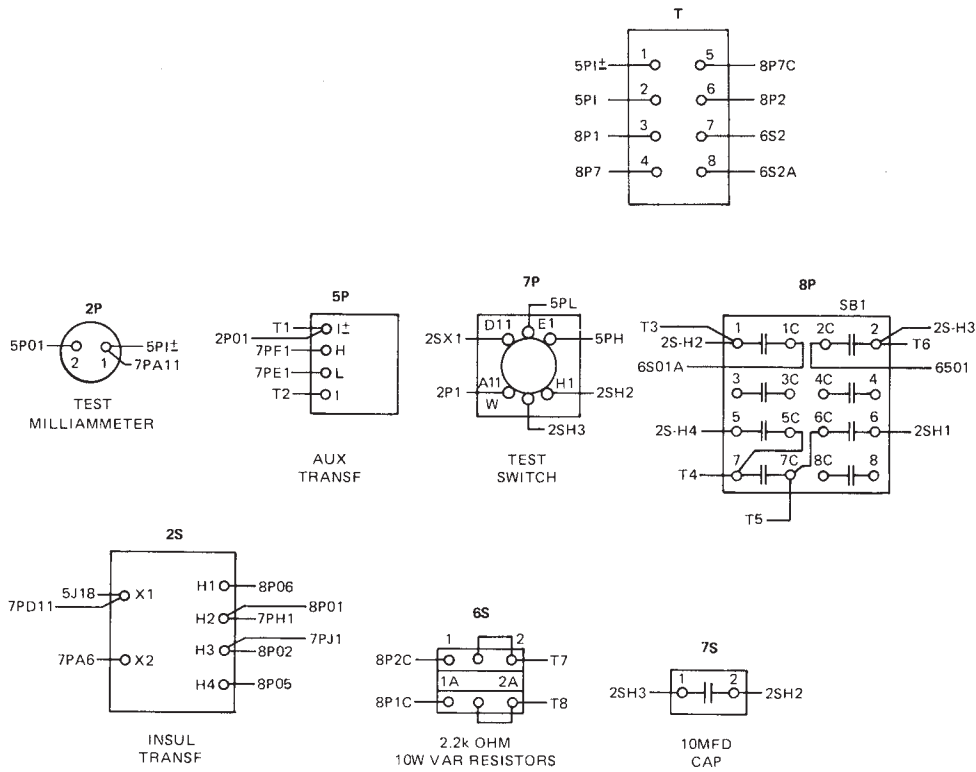 T
5PI± 1 5 8P7C
5PI 2 6 8P2
8P1 3 7 6S2
8P7 4 8 6S2A
2P
5P01 5PI±
2 1 7PA11
TEST
MILLIAMMETER
5P
T1 I±
2P01
7PF1 H
7PE1 L
T2 I
AUX
TRANSF
7P
5PL
2SX1 D11 E1 5PH
2P1 A11 H1 2SH2
W
2SH3
TEST
SWITCH
8P
SB1
T3 1 1C 2C 2 2S-H3
2S-H2 T6
6S01A 6501
3 3C 4C 4
5 5C 6C 6
2S-H4 2SH1
7 7C 8C 8
T4
T5
2S
5J18 X1 H1 8P06
7PD11 8P01
H2 7PH1
7PJ1
7PA6 X2 H3 8P02
H4 8P05
INSUL
TRANSF
6S
1 2
8P2C T7
1A 2A
8P1C T8
2.2k OHM
10W VAR RESISTORS
7S
1 2
2SH3 2SH2
10MFD
CAP